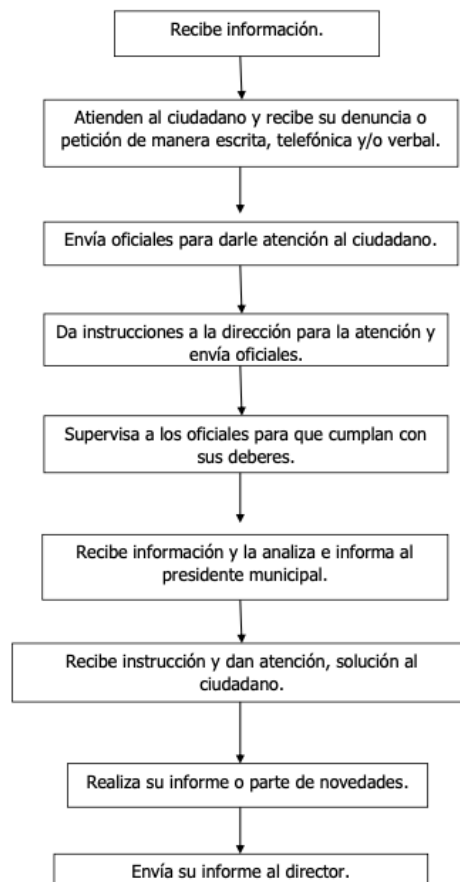 Recibe información.
Atienden al ciudadano y recibe su denuncia o
petición de manera escrita, telefónica y/o verbal.
Envía oficiales para darle atención al ciudadano.
Da instrucciones a la dirección para la atención y
envía oficiales.
Supervisa a los oficiales para que cumplan con
sus deberes.
Recibe información y la analiza e informa al
presidente municipal.
Recibe instrucción y dan atención, solución al
ciudadano.
Realiza su informe o parte de novedades.
Envía su informe al director.